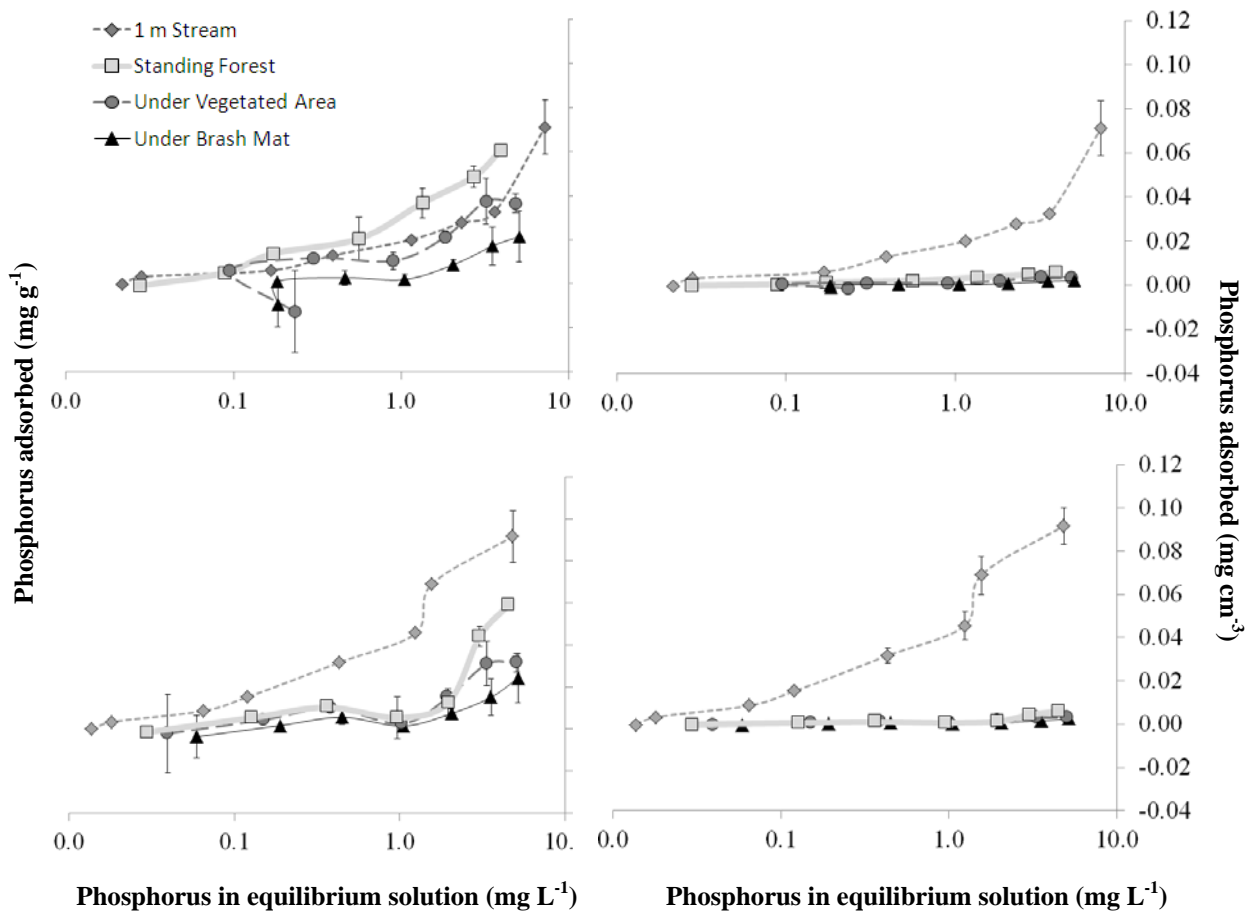 1 m Stream
Standing Forest
Under Vegetated Area
Under Brash Mat
0.12
0.10
0.08
0.06
0.04
0.02
0.00
-0.02
-0.04
0.0 0.1 1.0 10
0.0 0.1 1.0 10.0
Phosphorus adsorbed (mg g-1)
Phosphorus adsorbed (mg cm-3)
0.12
0.10
0.08
0.06
0.04
0.02
0.00
-0.02
-0.04
0.0 0.1 1.0 10.
0.0 0.1 1.0 10.0
Phosphorus in equilibrium solution (mg L-1)
Phosphorus in equilibrium solution (mg L-1)